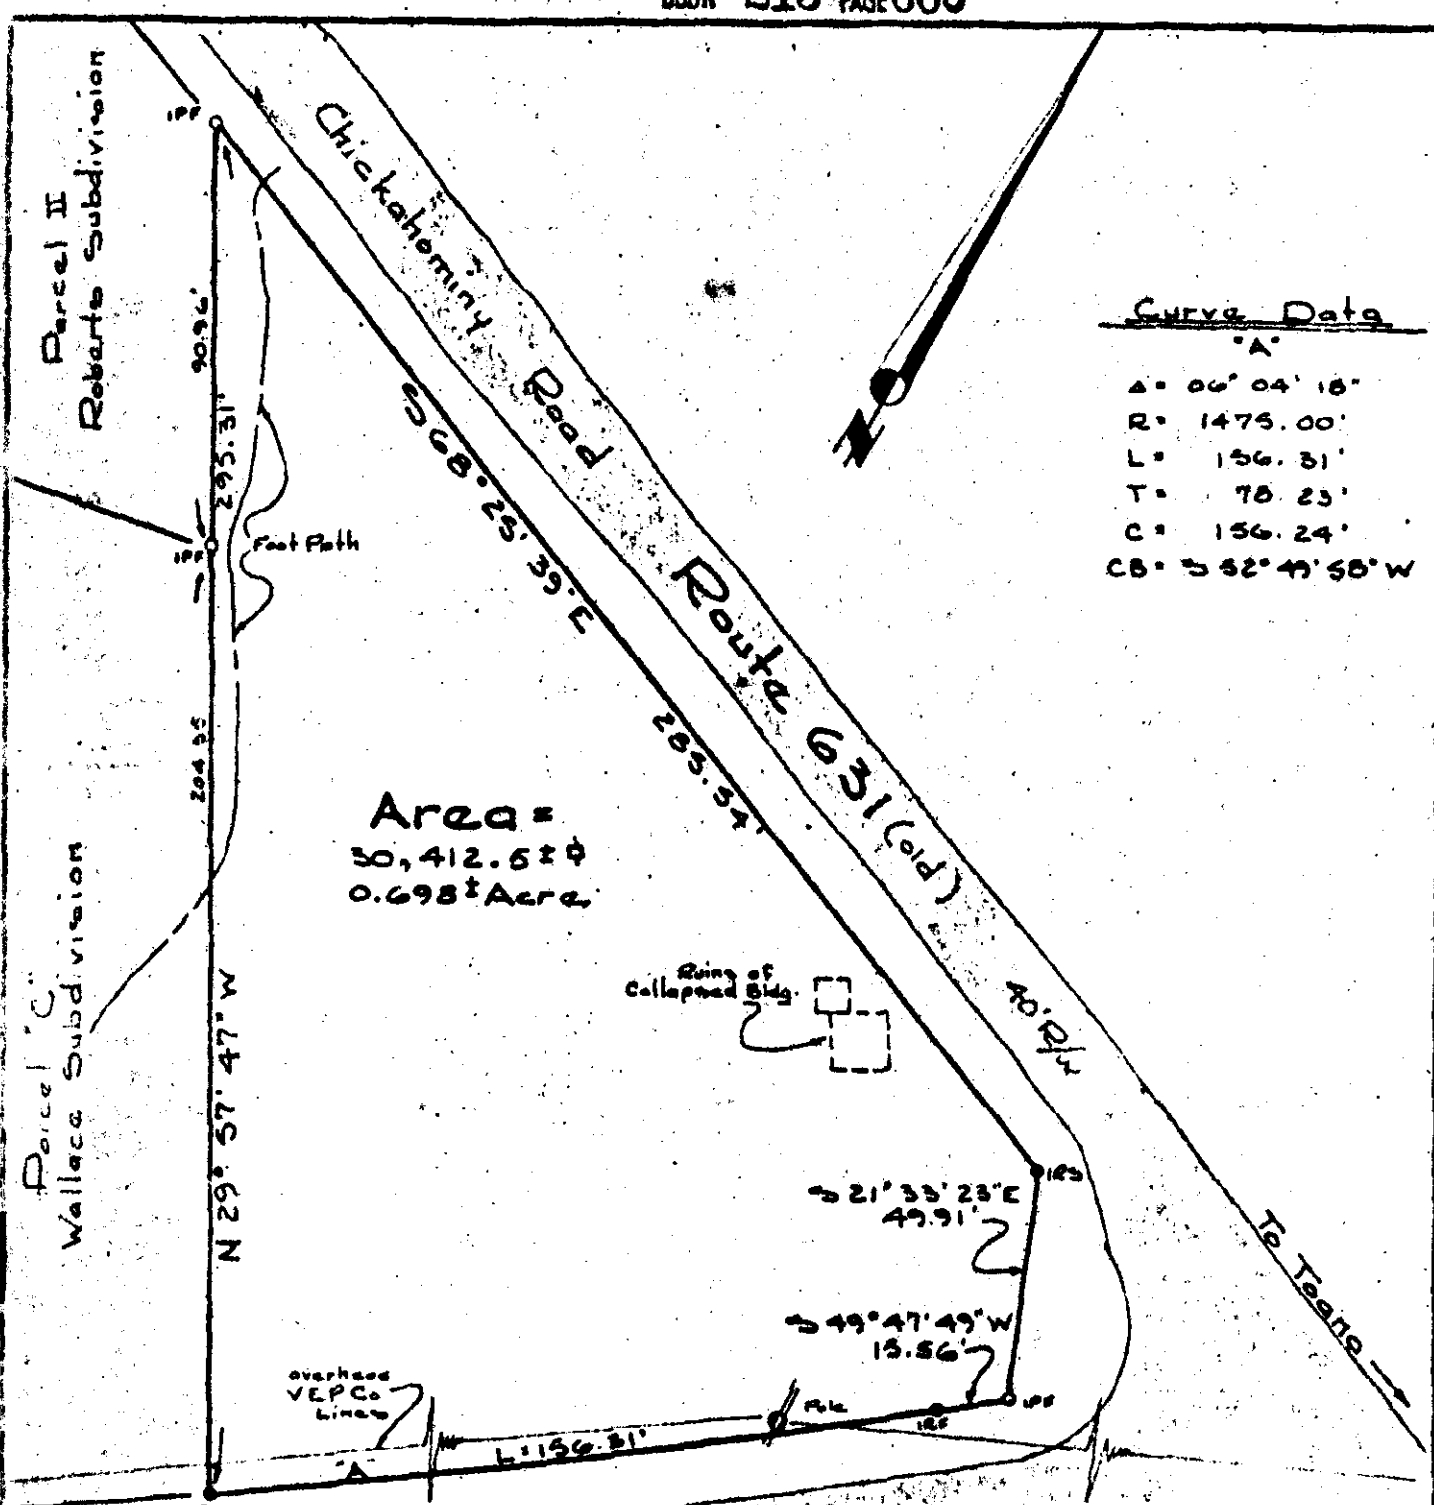 IPF
Parcel II
Roberts Subdivision
Chickahominy Road
Route 631 (old)
40' R/W
To Toano
N
Curve Data
"A"
Δ = 06° 04' 18"
R = 1475.00'
L = 156.31'
T = 78.23'
C = 156.24'
CB = S 52° 49' 58" W
90.96'
295.31'
IPF
Foot Path
S 68° 25' 39" E
285.54'
204.35
Area =
30,412.5 ±
0.698 ± Acre
Parcel "C"
Wallace Subdivision
N 29° 57' 47" W
Ruins of
Collapsed Bldg.
IRS
S 21° 33' 23" E
49.91'
S 49° 47' 49" W
15.56'
overhead
VEPCo
Lines
Pole
IRF
IPF
L = 156.31'
"A"